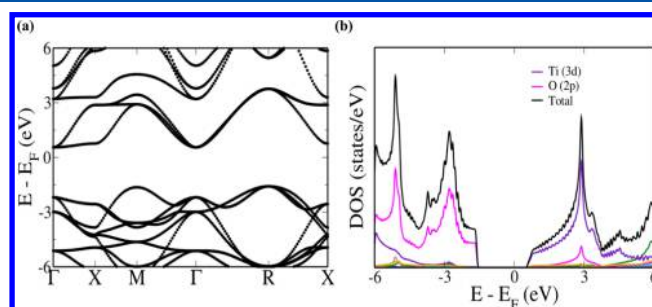 (a)
6
3
0
-3
-6
E - E_F (eV)
Γ X M Γ R X
(b)
Ti (3d)
O (2p)
Total
DOS (states/eV)
-6 -3 0 3 6
E - E_F (eV)